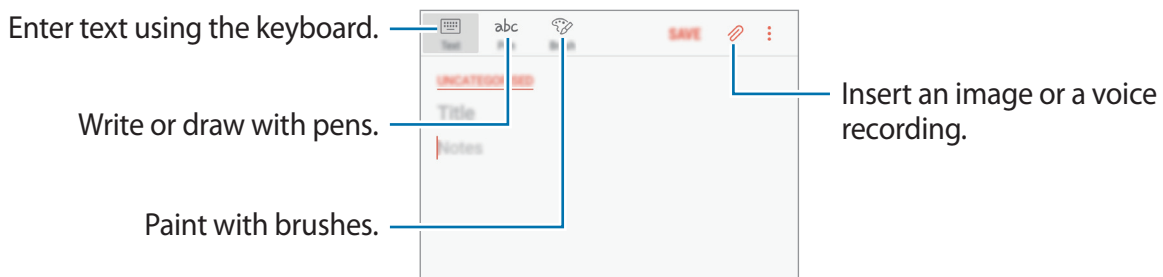 Enter text using the keyboard.
abc
SAVE
UNCATEGORISED
Title
Write or draw with pens.
Notes
Insert an image or a voice
recording.
Paint with brushes.